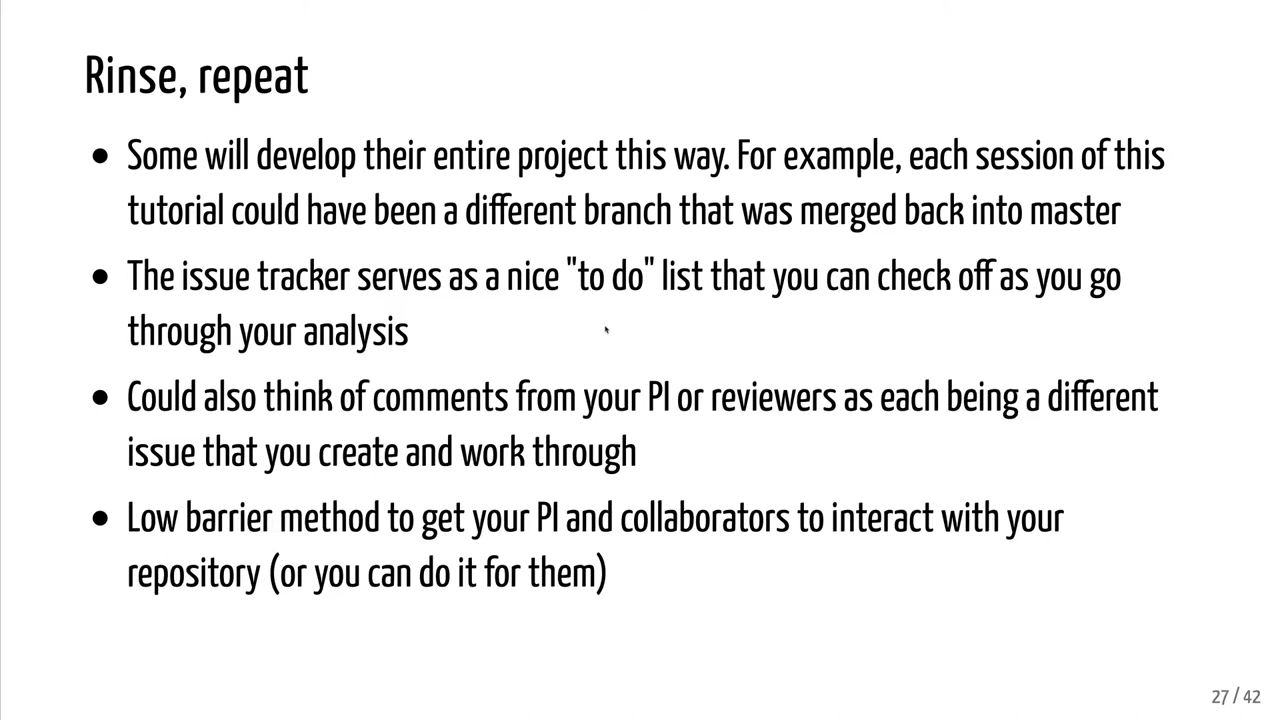 Rinse, repeat
• Some will develop their entire project this way. For example, each session of this
tutorial could have been a different branch that was merged back into master
• The issue tracker serves as a nice "to do" list that you can check off as you go
through your analysis
• Could also think of comments from your PI or reviewers as each being a different
issue that you create and work through
• Low barrier method to get your PI and collaborators to interact with your
repository (or you can do it for them)
27 / 42